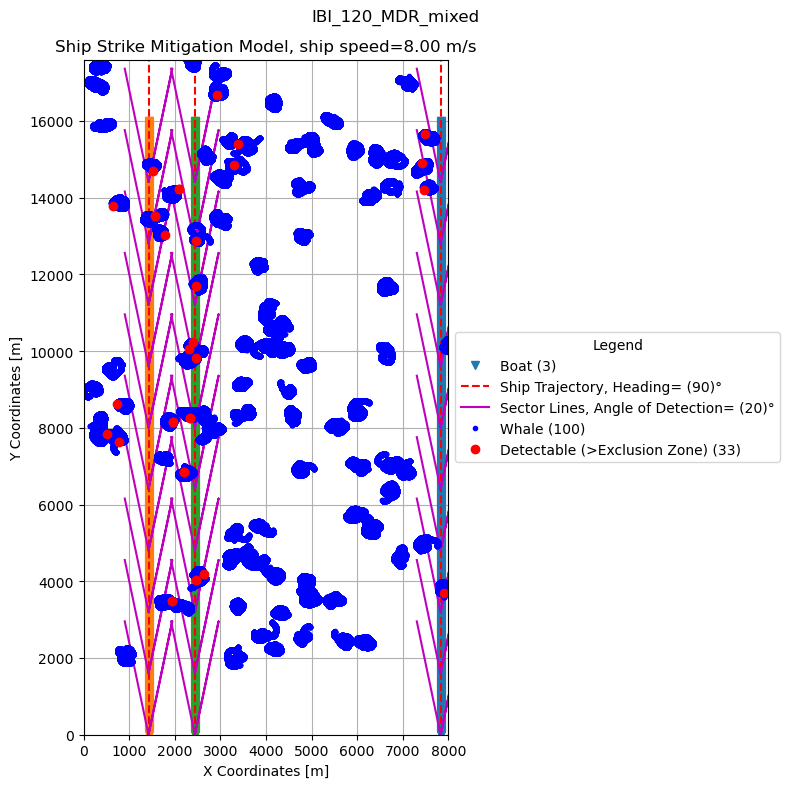 IBI_120_MDR_mixed
Ship Strike Mitigation Model, ship speed=8.00 m/s
16000
14000
12000
10000
8000
6000
4000
2000
0
Y Coordinates [m]
0 1000 2000 3000 4000 5000 6000 7000 8000
X Coordinates [m]
Legend
Boat (3)
Ship Trajectory, Heading= (90)°
Sector Lines, Angle of Detection= (20)°
Whale (100)
Detectable (>Exclusion Zone) (33)